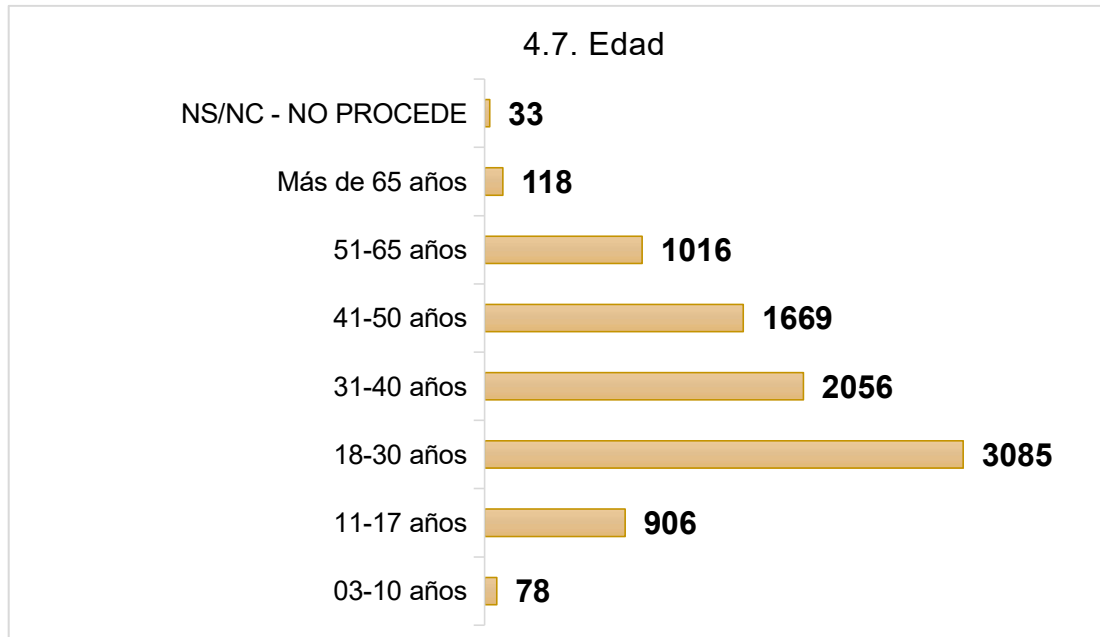 4.7. Edad
NS/NC - NO PROCEDE 33
Más de 65 años 118
51-65 años 1016
41-50 años 1669
31-40 años 2056
18-30 años 3085
11-17 años 906
03-10 años 78